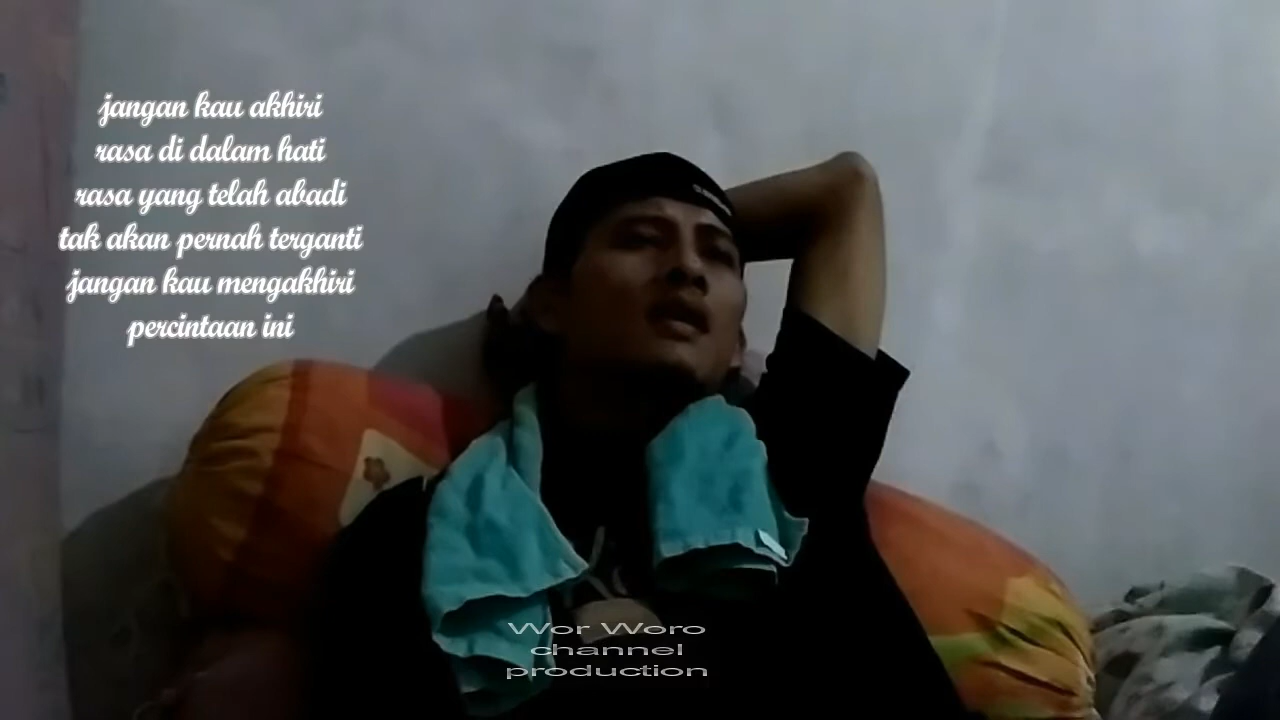 jangan kau akhiri
rasa di dalam hati
rasa yang telah abadi
tak akan pernah terganti
jangan kau mengakhiri
percintaan ini
Wor Woro
channel
production